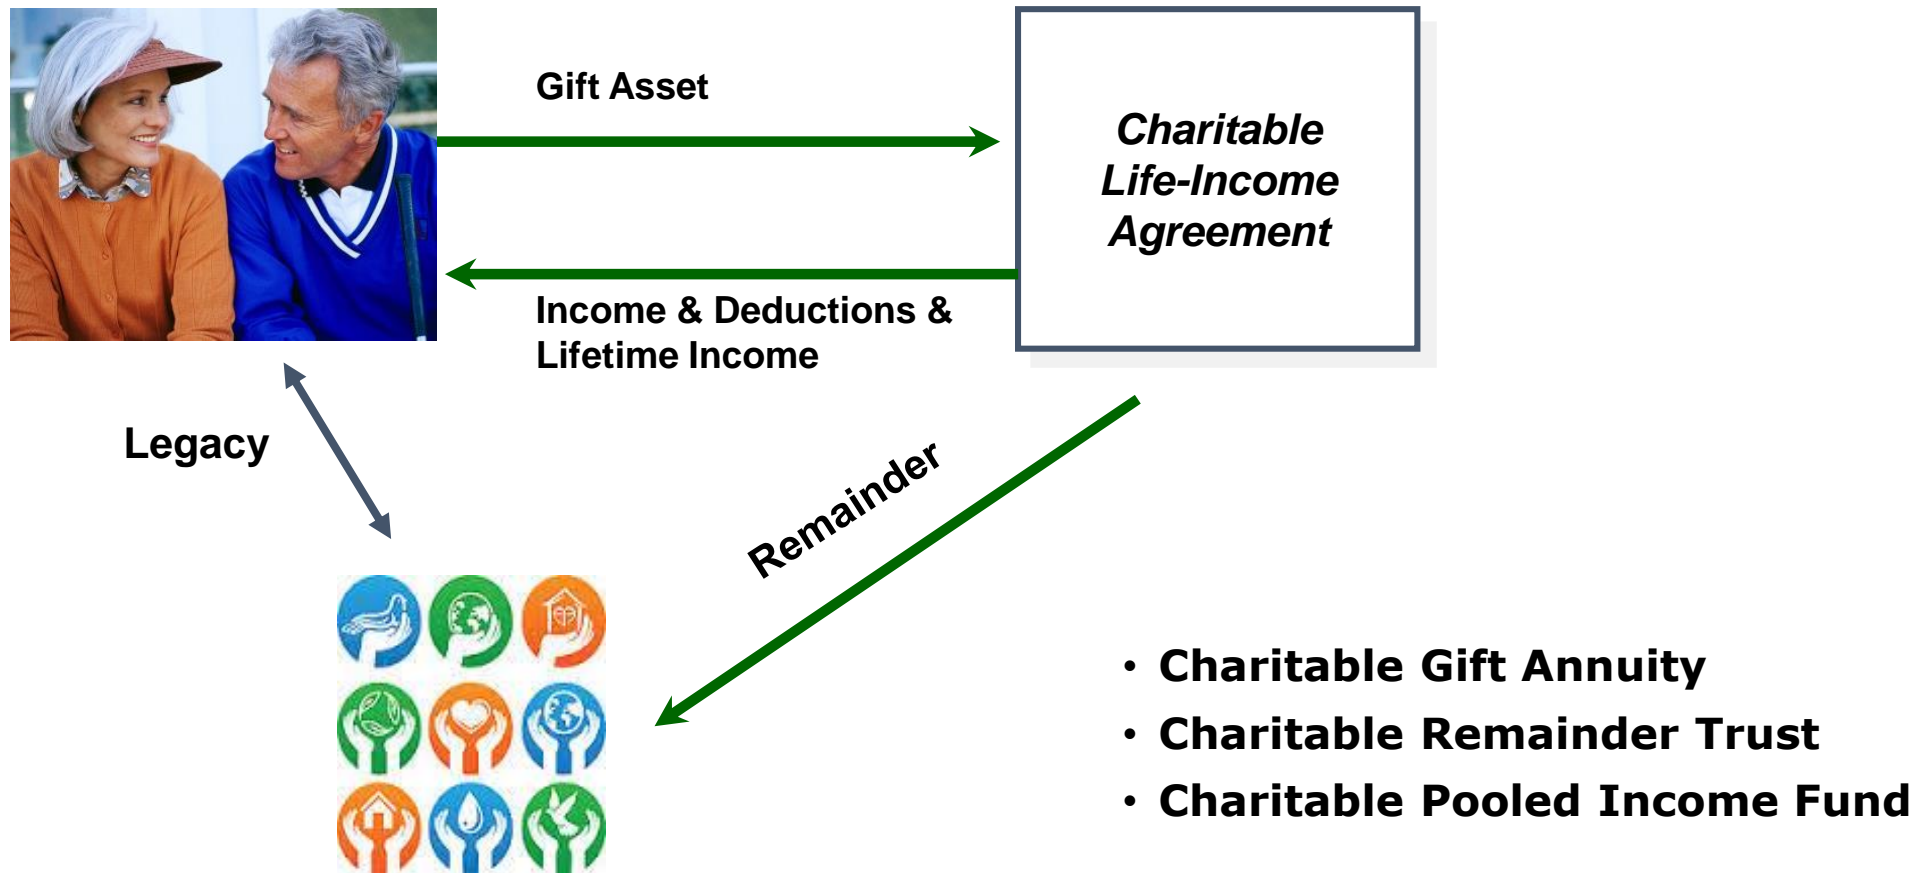 Gift Asset
Charitable
Life-Income
Agreement
Income & Deductions &
Lifetime Income
Legacy
Remainder
• Charitable Gift Annuity
• Charitable Remainder Trust
• Charitable Pooled Income Fund